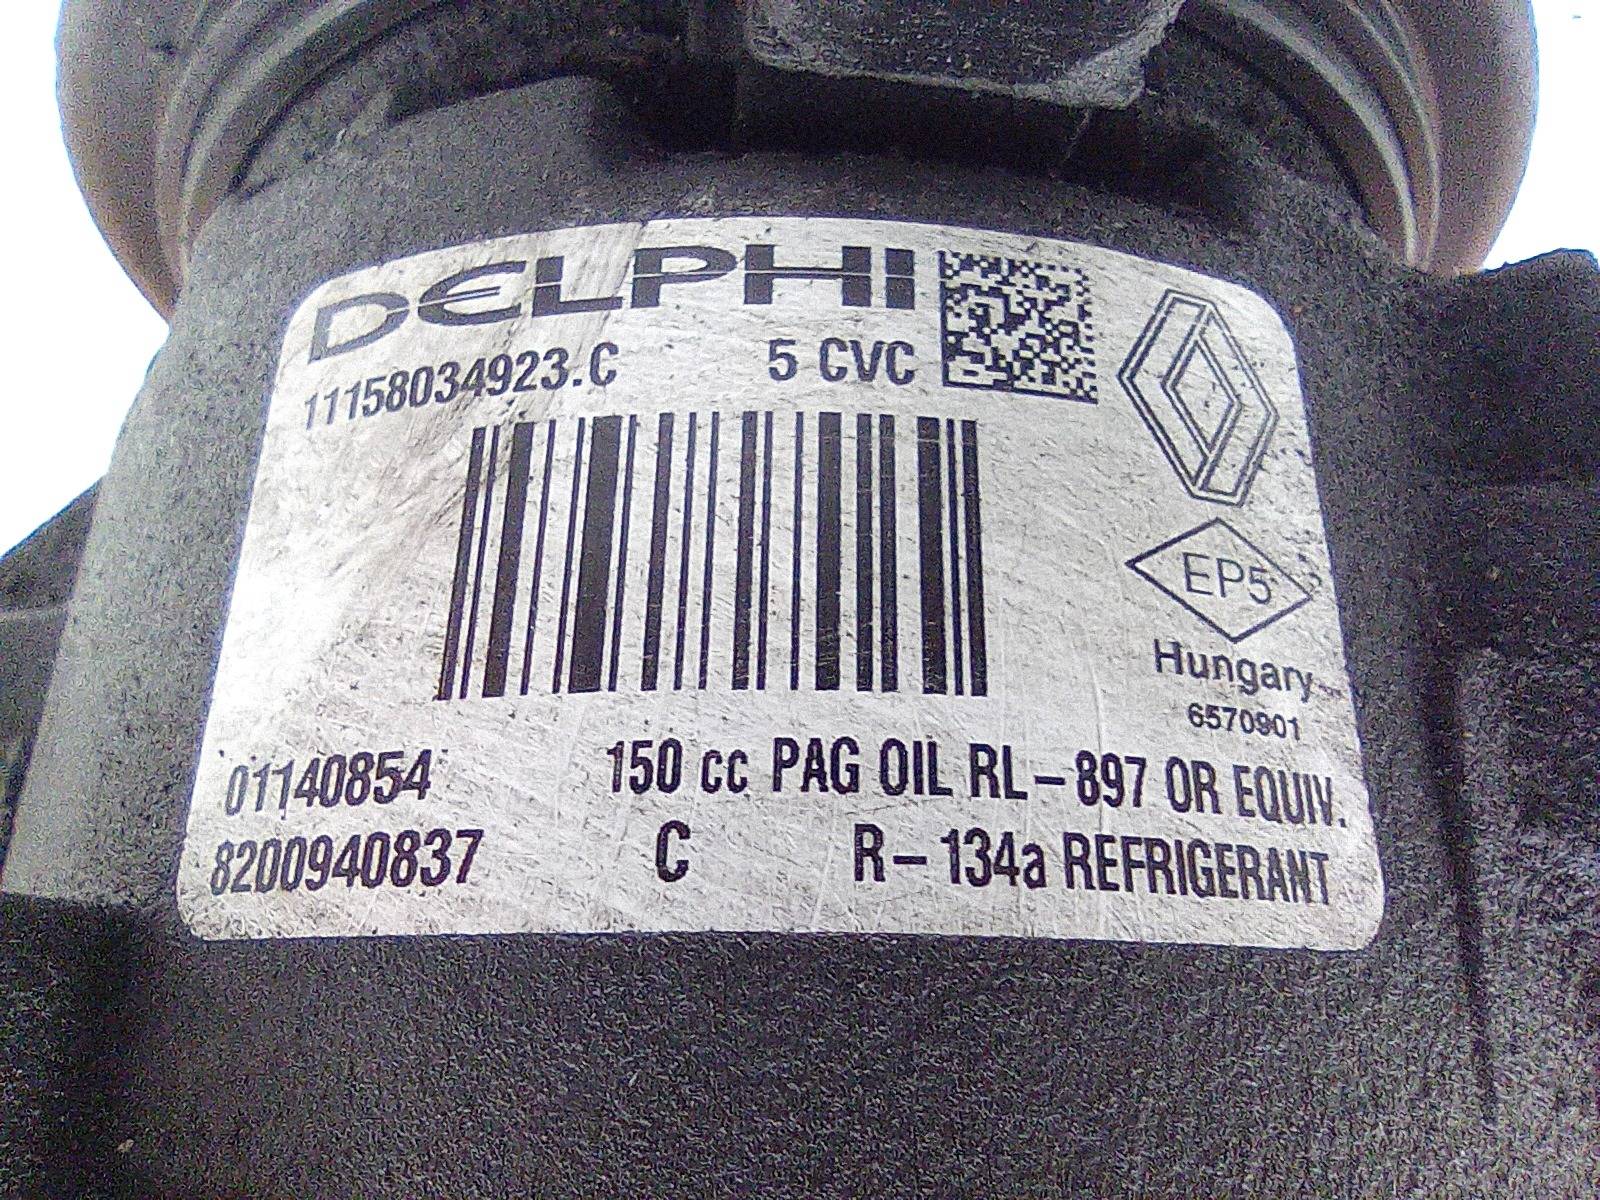 DELPHI
11158034923.C 5 CVC
EP5
Hungary
6570901
01140854 150 cc PAG OIL RL-897 OR EQUIV.
8200940837 C R-134a REFRIGERANT